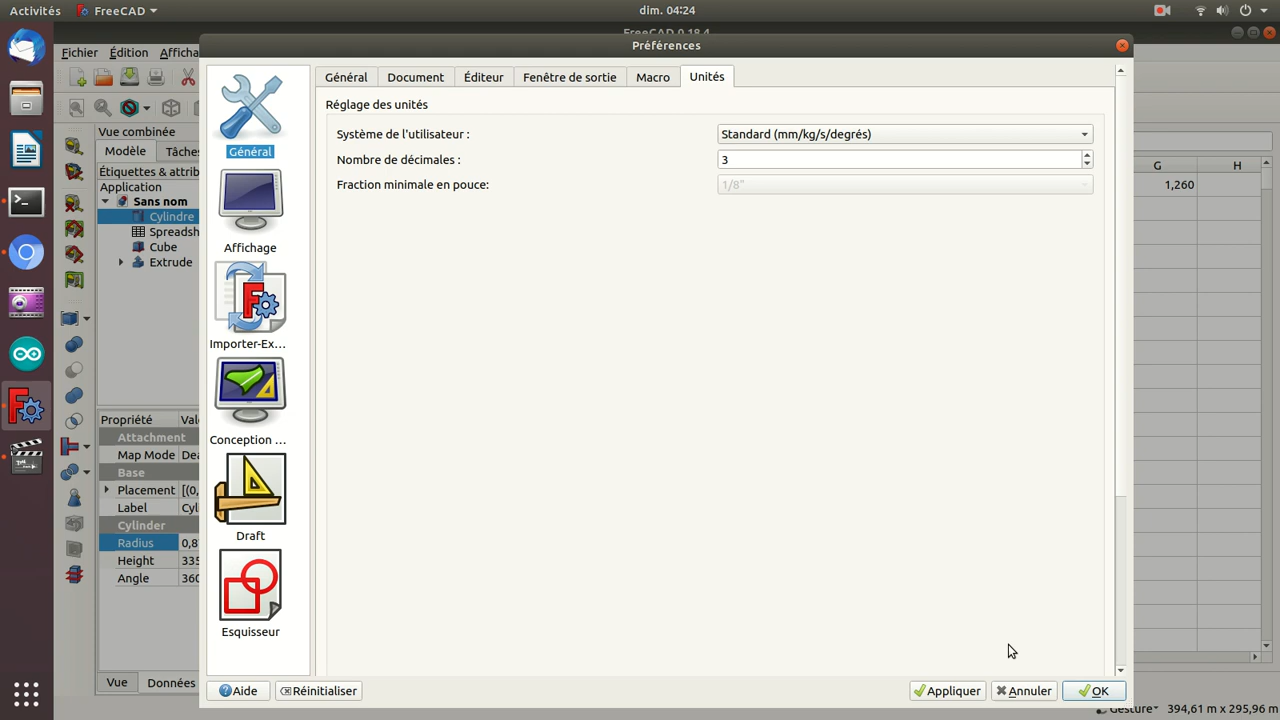 Activités
FreeCAD
dim. 04:24
FreeCAD 0.18.4
Préférences
Fichier Édition Afficha
Général Document Éditeur Fenêtre de sortie Macro Unités
Réglage des unités
Système de l'utilisateur : Standard (mm/kg/s/degrés)
Nombre de décimales : 3
Fraction minimale en pouce: 1/8"
Vue combinée
Modèle Tâches
Étiquettes & attrib
Application
Sans nom
Cylindre
Spreadsh
Cube
Extrude
Général
Affichage
Importer-Ex...
Conception ...
Draft
Esquisseur
G H
1,260
Propriété Val
Attachment
Map Mode Dea
Base
Placement [(0,
Label Cyl
Cylinder
Radius 0,8
Height 335
Angle 360
Vue Données
Aide Réinitialiser Appliquer Annuler OK
Gesture 394,61 m x 295,96 m